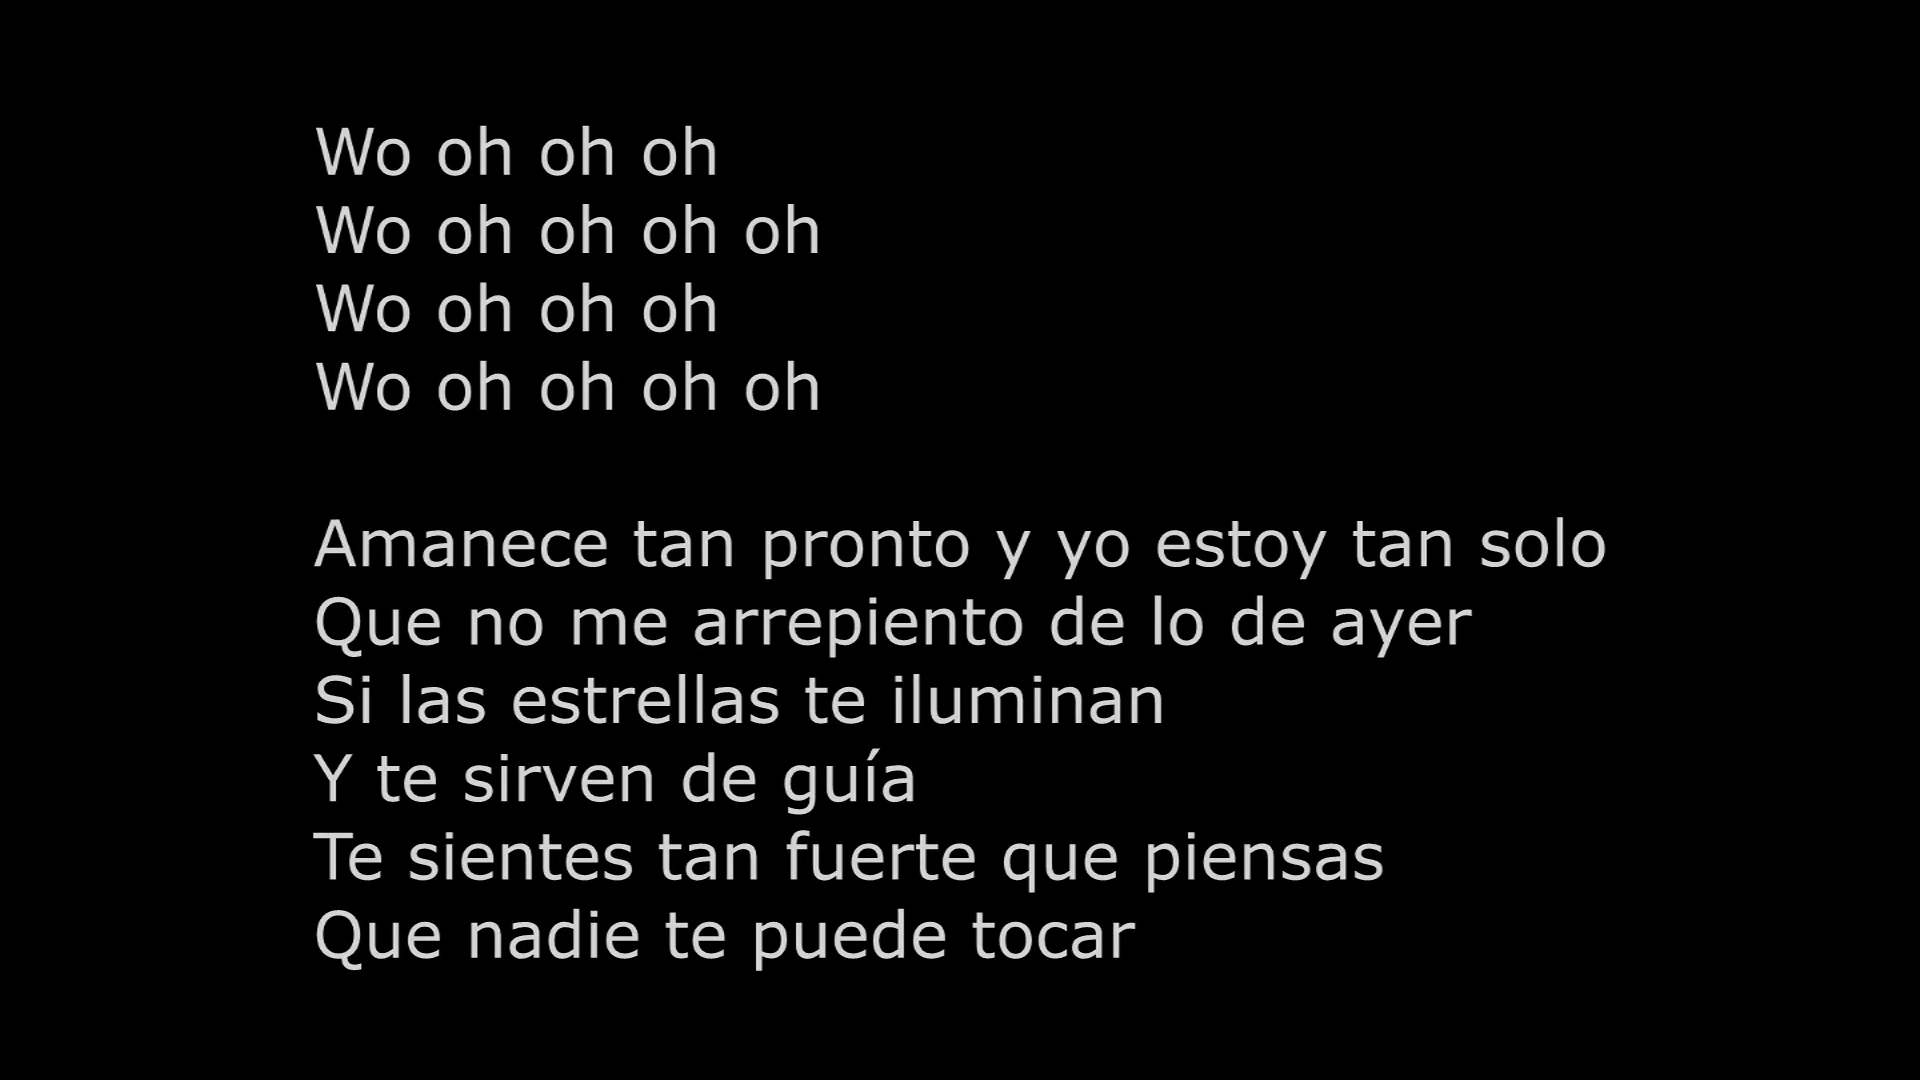 Wo oh oh oh
Wo oh oh oh oh
Wo oh oh oh
Wo oh oh oh oh
Amanece tan pronto y yo estoy tan solo
Que no me arrepiento de lo de ayer
Si las estrellas te iluminan
Y te sirven de guía
Te sientes tan fuerte que piensas
Que nadie te puede tocar